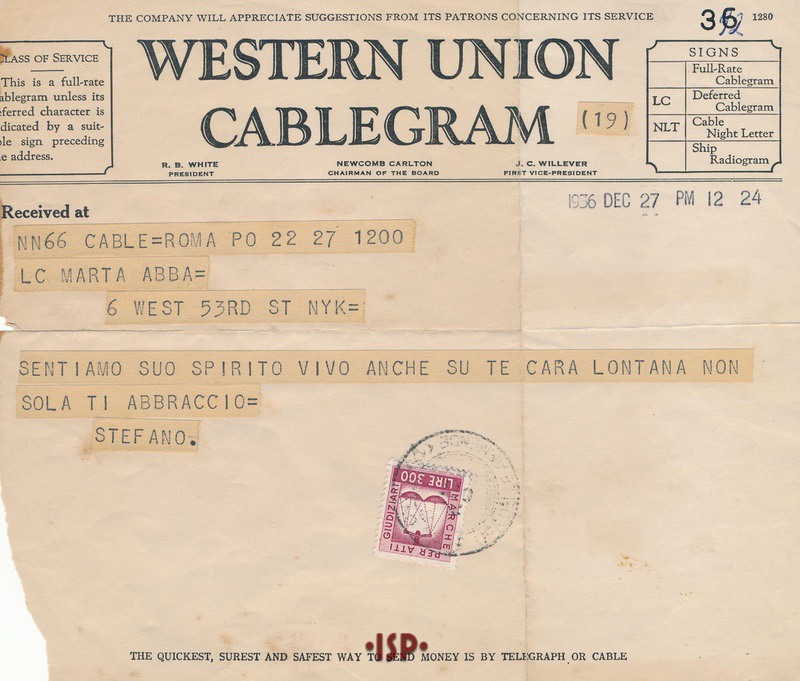 THE COMPANY WILL APPRECIATE SUGGESTIONS FROM ITS PATRONS CONCERNING ITS SERVICE
1280
WESTERN UNION
CABLEGRAM
(19)
CLASS OF SERVICE
This is a full-rate
ablegram unless its
deferred character is
dicated by a suit-
ble sign preceding
e address.
SIGNS
Full-Rate
Cablegram
LC Deferred
Cablegram
NLT Cable
Night Letter
Ship
Radiogram
R. B. WHITE
PRESIDENT
NEWCOMB CARLTON
CHAIRMAN OF THE BOARD
J. C. WILLEVER
FIRST VICE-PRESIDENT
1936 DEC 27 PM 12 24
Received at
NN66 CABLE=ROMA PO 22 27 1200
LC MARTA ABBA=
6 WEST 53RD ST NYK=
SENTIAMO SUO SPIRITO VIVO ANCHE SU TE CARA LONTANA NON
SOLA TI ABBRACCIO=
STEFANO.
LIRE 300
MARCHE
PER ATTI
GIUDIZIARI
·ISP·
THE QUICKEST, SUREST AND SAFEST WAY TO SEND MONEY IS BY TELEGRAPH OR CABLE